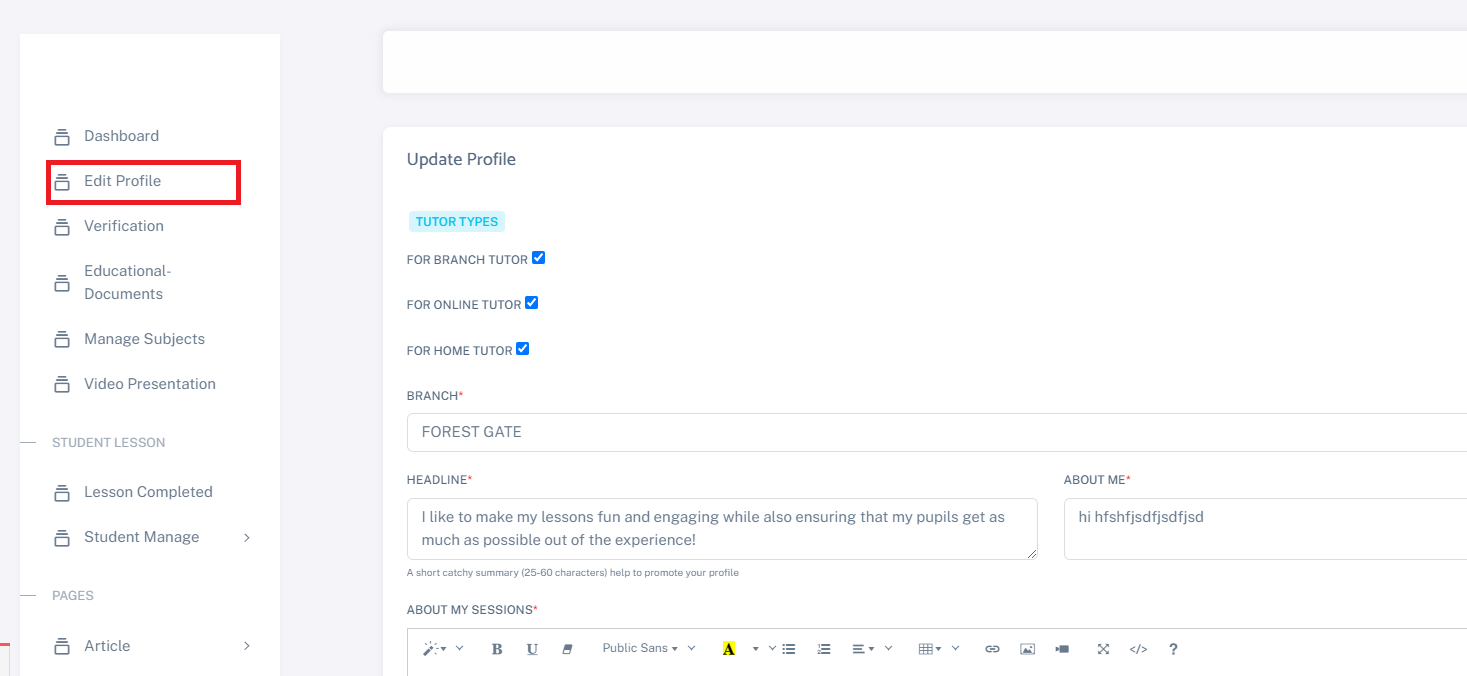 Dashboard
Edit Profile
Verification
Educational-
Documents
Manage Subjects
Video Presentation
STUDENT LESSON
Lesson Completed
Student Manage
PAGES
Article
Update Profile
TUTOR TYPES
FOR BRANCH TUTOR
FOR ONLINE TUTOR
FOR HOME TUTOR
BRANCH*
FOREST GATE
HEADLINE*
I like to make my lessons fun and engaging while also ensuring that my pupils get as
much as possible out of the experience!
A short catchy summary (25-60 characters) help to promote your profile
ABOUT ME*
hi hfshfjsdfjsdfjsd
ABOUT MY SESSIONS*
B U Public Sans A </> ?